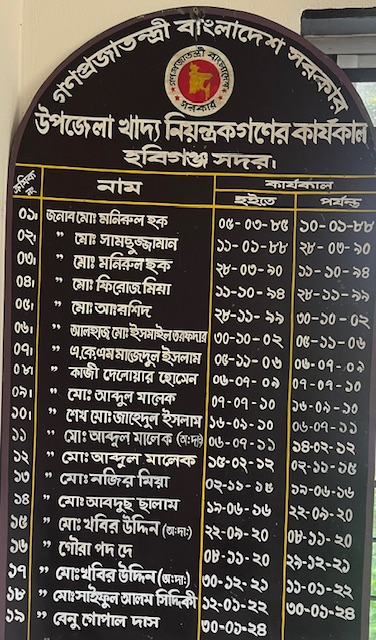 গণপ্রজাতন্ত্রী বাংলাদেশ সরকার
গণপ্রজাতন্ত্রী বাংলাদেশ
সরকার
উপজেলা খাদ্য নিয়ন্ত্রকগণের কার্যকাল
হবিগঞ্জ সদর।
ক্রমিক নং নাম কার্যকাল
হইতে পর্যন্ত
০১। জনাব মোঃ মনিরুল হক ০৫-০৩-৮৫ ১০-০১-৮৮
০২। " মোঃ সামছুজ্জামান ১১-০১-৮৮ ২৮-০৩-৯০
০৩। " মোঃ মনিরুল হক ২৮-০৩-৯০ ১১-১০-৯৪
০৪। " মোঃ ফিরোজ মিয়া ১১-১০-৯৪ ২৮-১১-৯৯
০৫। " মোঃ আঃরশিদ ২৮-১১-৯৯ ৩০-১০-০২
০৬। " আলহাজ্ব মোঃ ইসমাইল তরফদার ৩০-১০-০২ ০৫-১১-০৬
০৭। " এ.কে.এম মাজেদুল ইসলাম ০৫-১১-০৬ ০৬-০৭-০৯
০৮। " কাজী দেলোয়ার হোসেন ০৬-০৭-০৯ ০৭-০৭-১০
০৯। " মোঃ আব্দুল মালেক ০৭-০৭-১০ ১৬-০৯-১০
১০। " শেখ মোঃ জাহেদুল ইসলাম ১৬-০৯-১০ ০৬-০৭-১১
১১ " মোঃ আব্দুল মালেক (অঃদাঃ) ০৬-০৭-১১ ১৪-০২-১২
১২ " মোঃ আব্দুল মালেক ১৫-০২-১২ ০২-১১-১৫
১৩ " মোঃ নজির মিয়া ০২-১১-১৫ ১৯-০৬-১৬
১৪ " মোঃ আবদুছ ছালাম ১৯-০৬-১৬ ২২-০৯-২০
১৫ " মোঃ খবির উদ্দিন (অঃদাঃ) ২২-০৯-২০ ০৮-১১-২০
১৬ " গৌরা পদ দে ০৮-১১-২০ ২৯-১২-২১
১৭ " মোঃ খবির উদ্দিন (অঃদাঃ) ৩০-১২-২১ ১১-০১-২২
১৮ " মোঃ সাইফুল আলম সিদ্দিকী ১২-০১-২২ ৩০-০১-২৪
১৯ " বেনু গোপাল দাস ৩০-০১-২৪